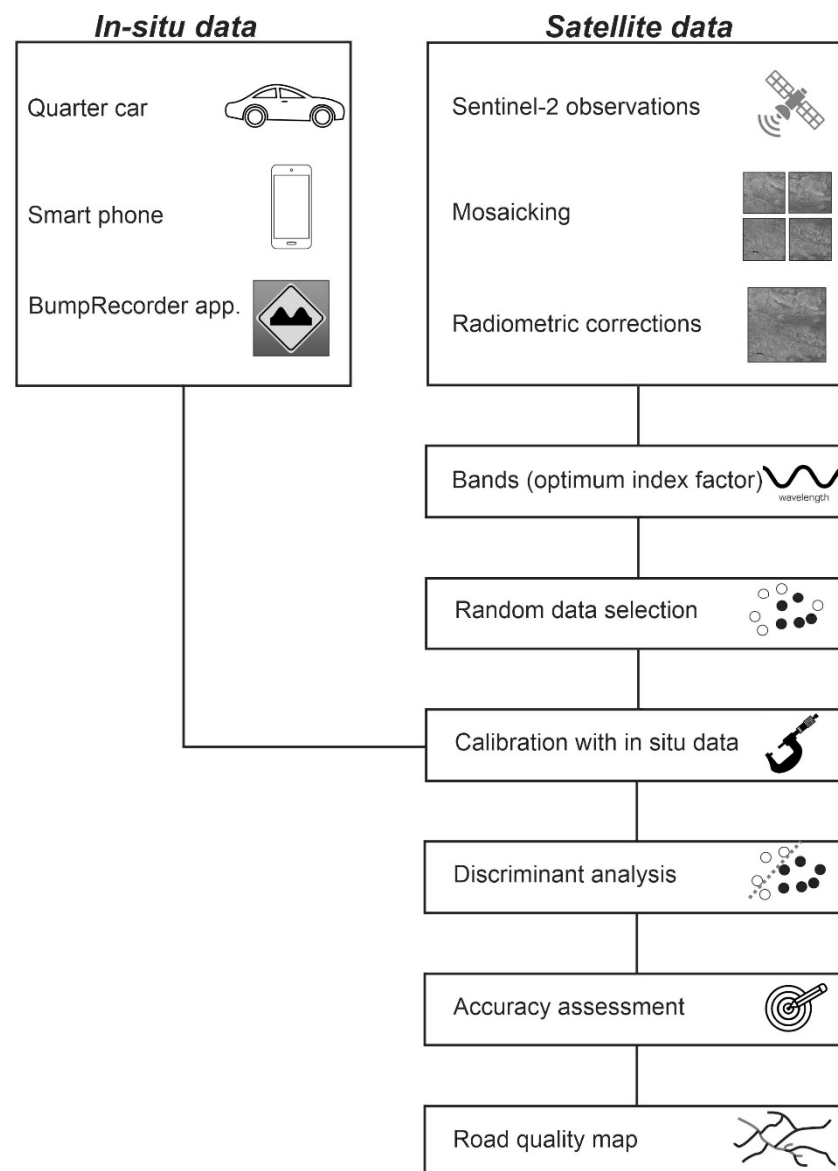 In-situ data
Quarter car
Smart phone
BumpRecorder app.
Satellite data
Sentinel-2 observations
Mosaicking
Radiometric corrections
Bands (optimum index factor)
wavelength
Random data selection
Calibration with in situ data
Discriminant analysis
Accuracy assessment
Road quality map